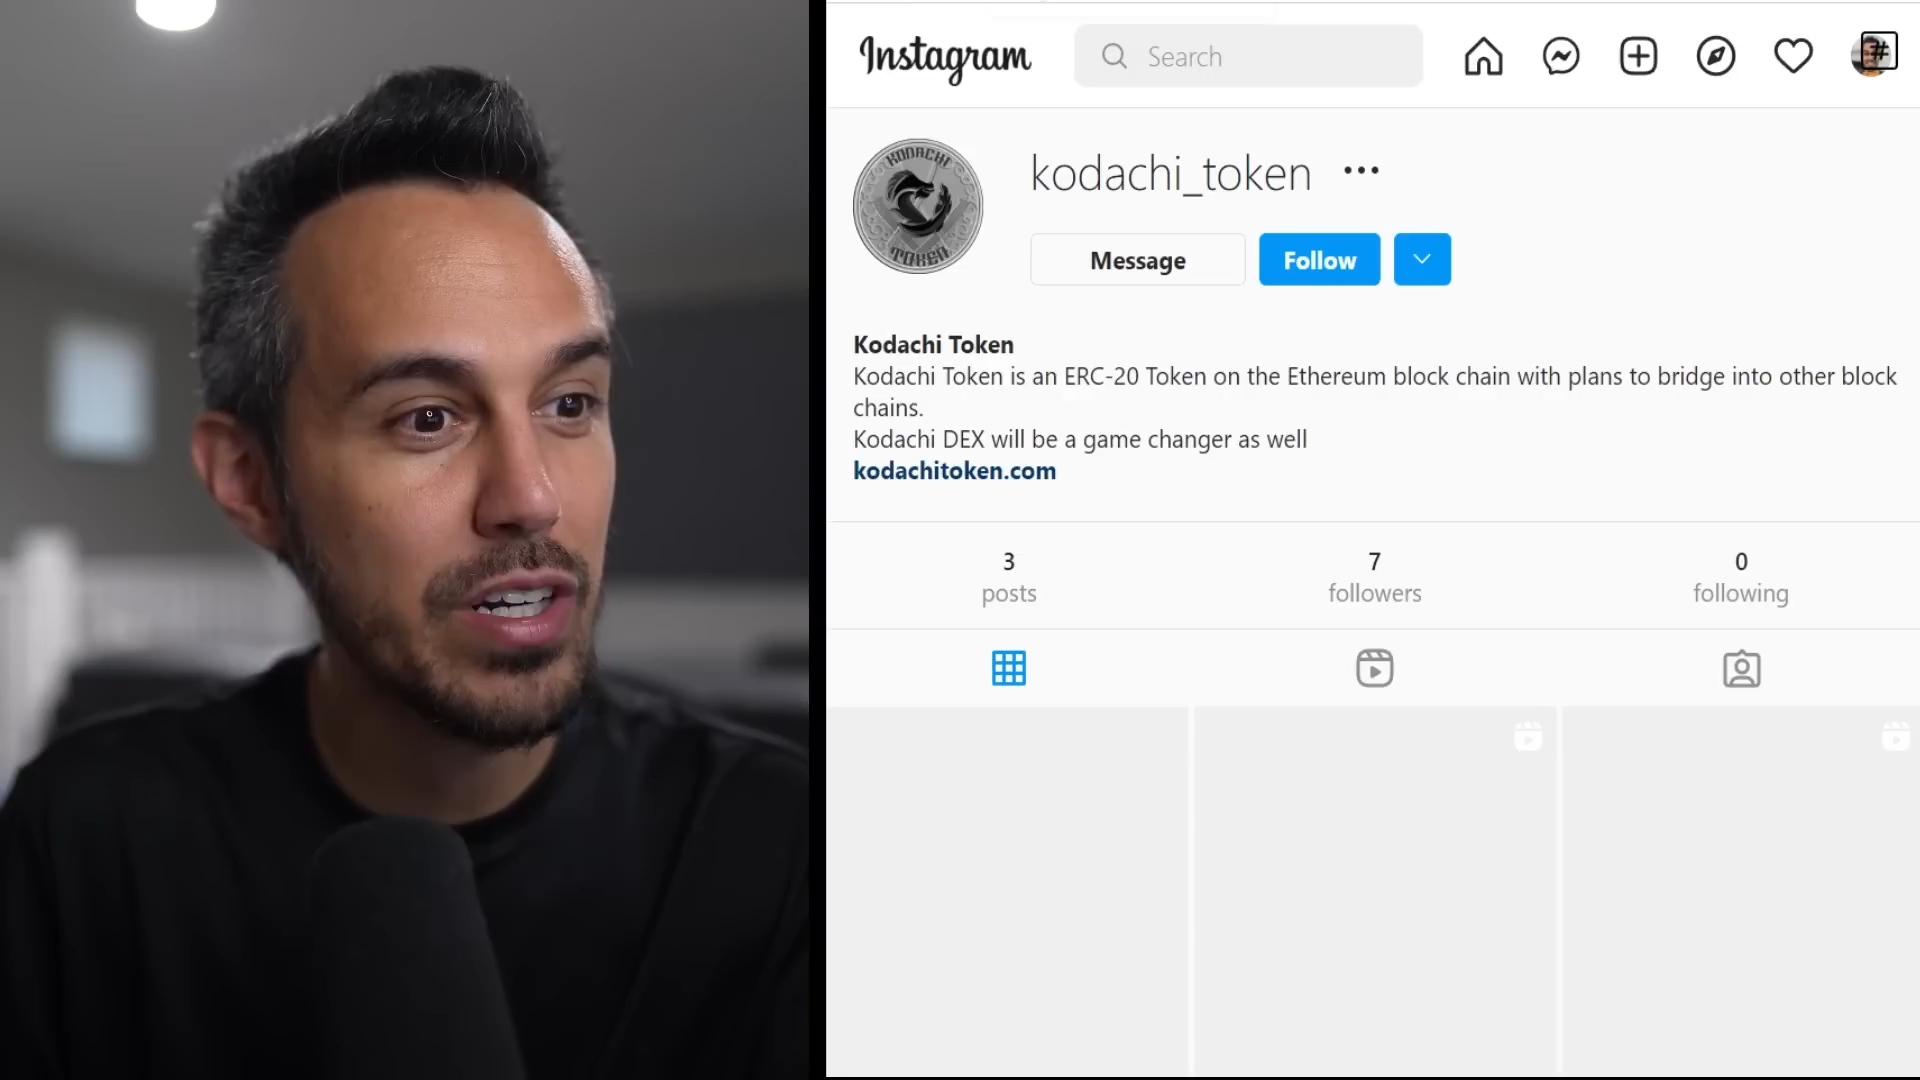 Instagram
Search
#
KODACHI
TOKEN
kodachi_token
Message
Follow
Kodachi Token
Kodachi Token is an ERC-20 Token on the Ethereum block chain with plans to bridge into other block
chains.
Kodachi DEX will be a game changer as well
kodachitoken.com
3
7
0
posts
followers
following